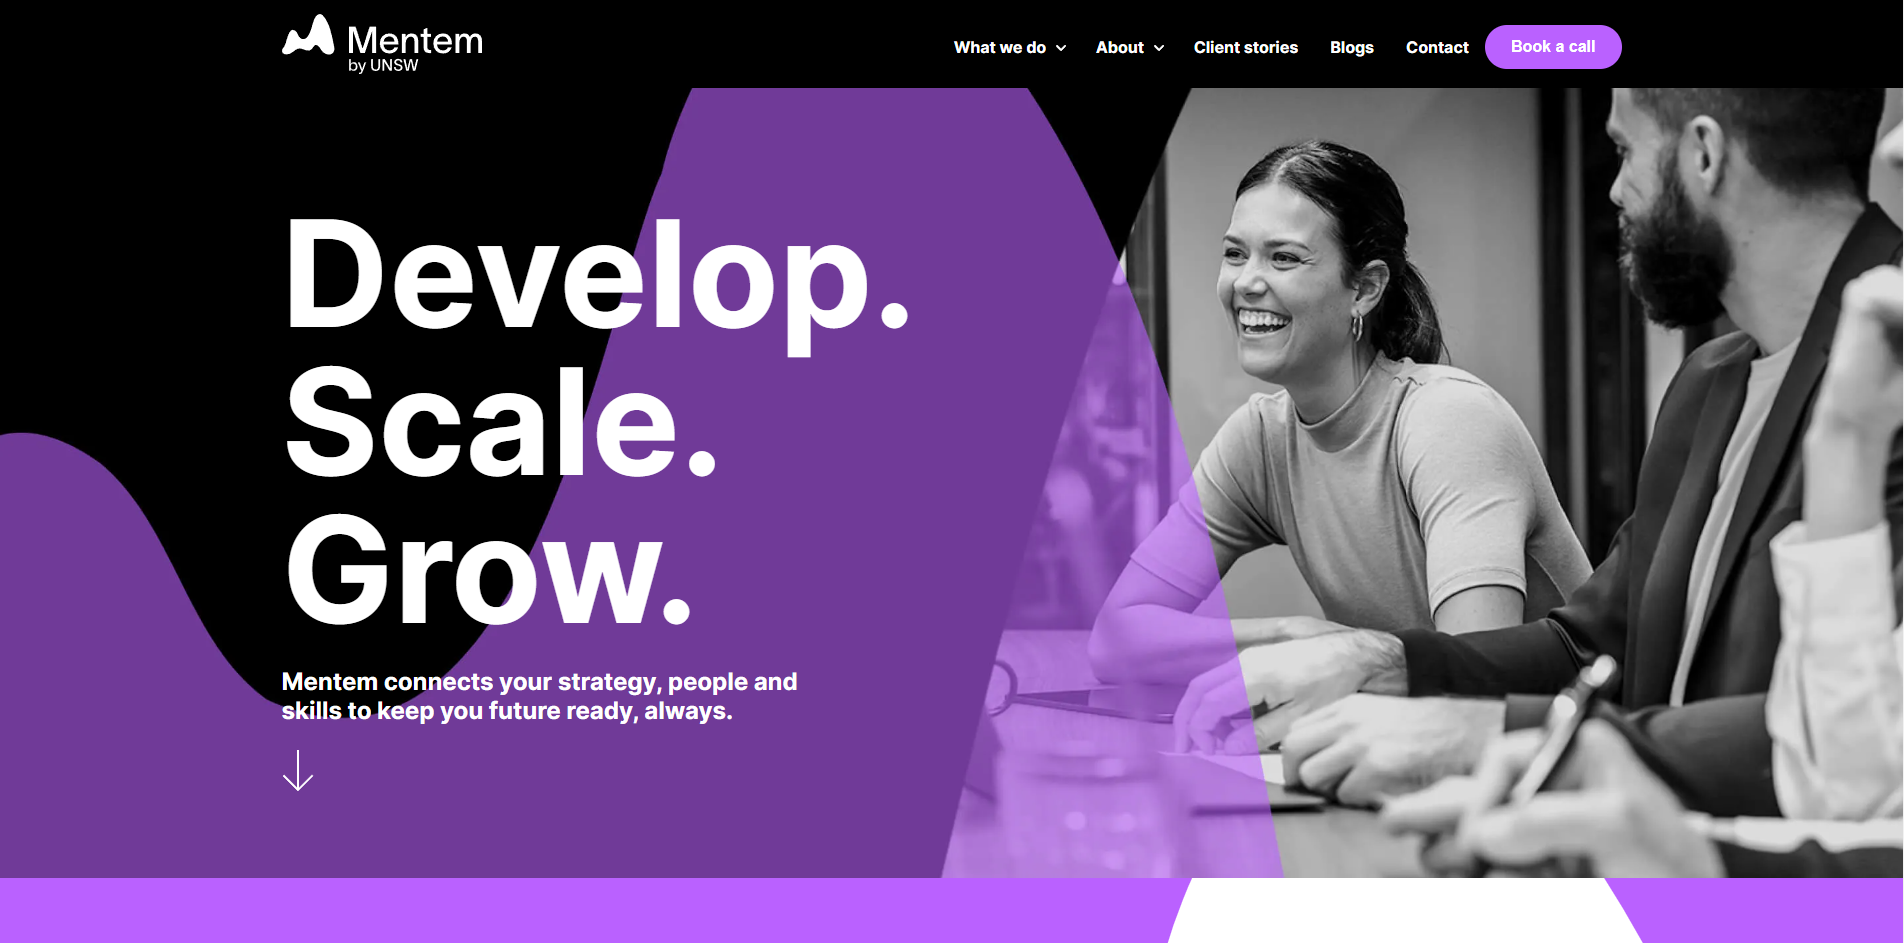 Mentem
by UNSW
What we do
About
Client stories
Blogs
Contact
Book a call
Develop.
Scale.
Grow.
Mentem connects your strategy, people and
skills to keep you future ready, always.